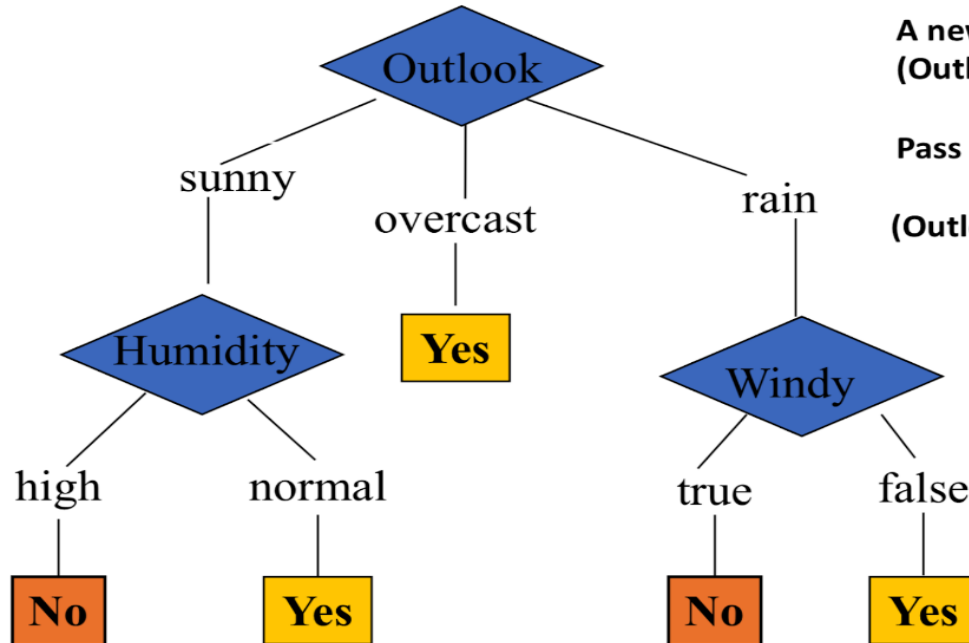 Outlook
A new
(Outl
Pass
(Outl
sunny
overcast
rain
Humidity
Yes
Windy
high
normal
true
false
No
Yes
No
Yes